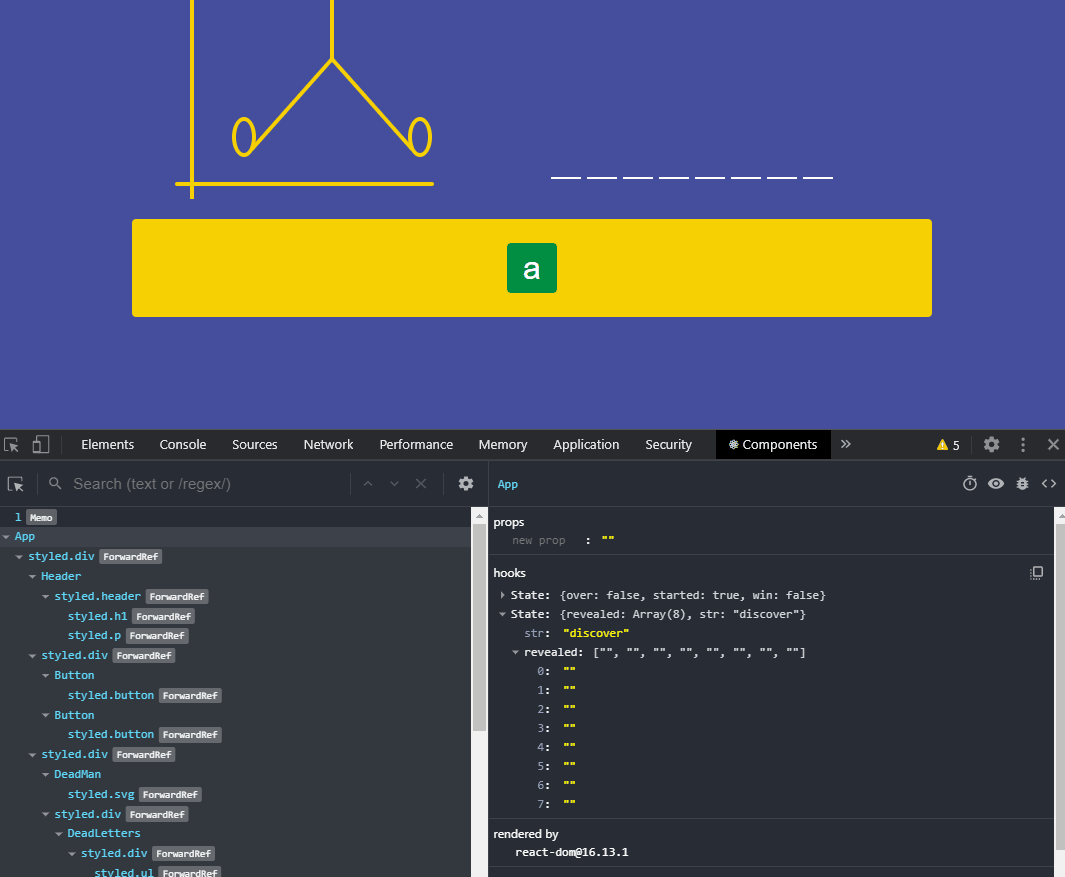 a
Elements Console Sources Network Performance Memory Application Security Components » 5
Search (text or /regex/)
App
l Memo
App
styled.div ForwardRef
Header
styled.header ForwardRef
styled.h1 ForwardRef
styled.p ForwardRef
styled.div ForwardRef
Button
styled.button ForwardRef
Button
styled.button ForwardRef
styled.div ForwardRef
DeadMan
styled.svg ForwardRef
styled.div ForwardRef
DeadLetters
styled.div ForwardRef
styled.ul ForwardRef
props
new prop : ""
hooks
State: {over: false, started: true, win: false}
State: {revealed: Array(8), str: "discover"}
str: "discover"
revealed: ["", "", "", "", "", "", "", ""]
0: ""
1: ""
2: ""
3: ""
4: ""
5: ""
6: ""
7: ""
rendered by
react-dom@16.13.1